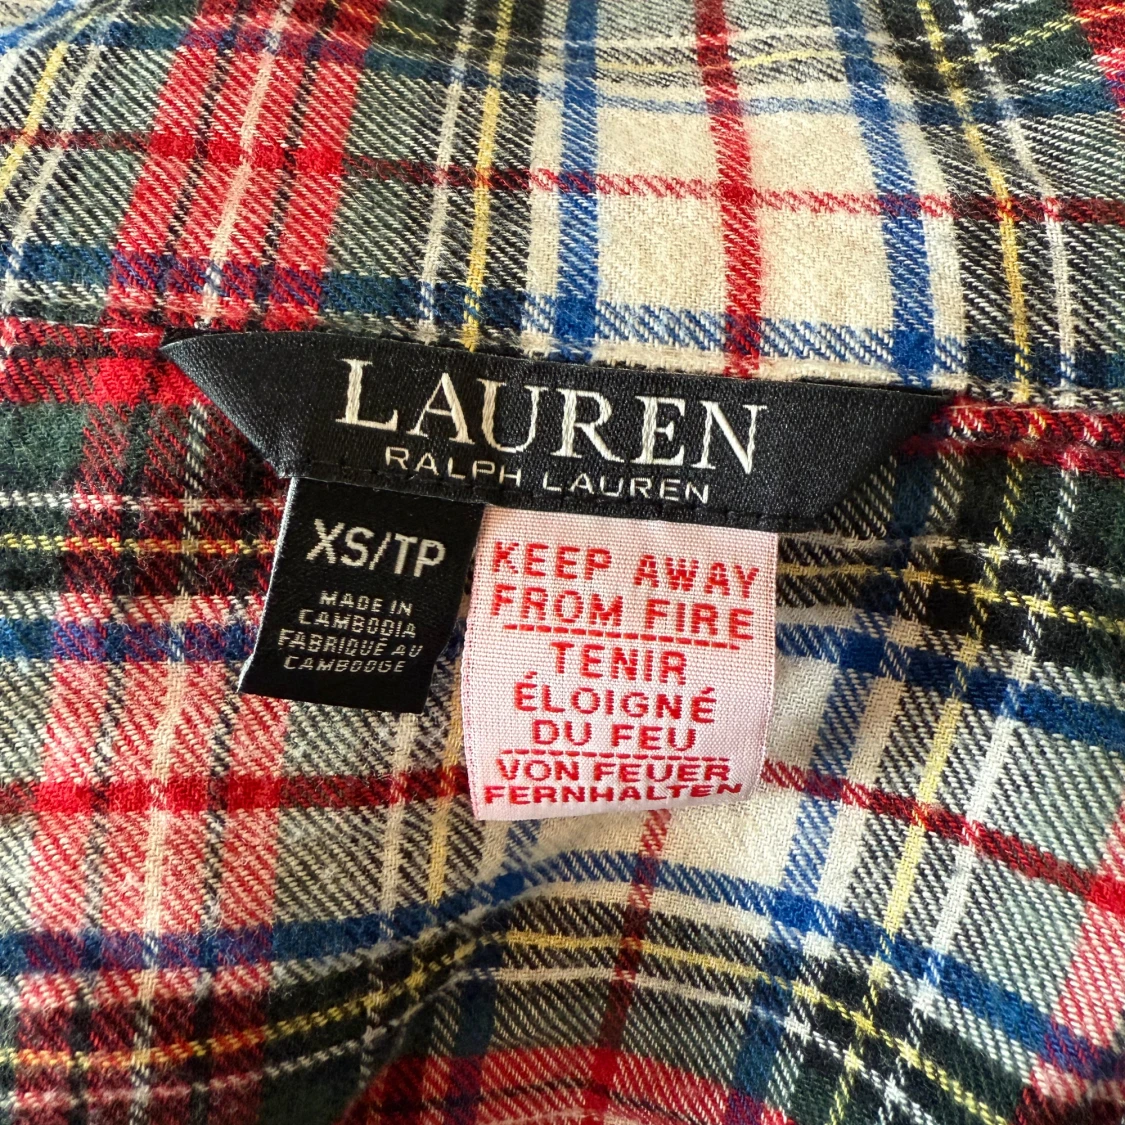 LAUREN
RALPH LAUREN
XS/TP
MADE IN
CAMBODIA
FABRIQUE AU
CAMBODGE
KEEP AWAY
FROM FIRE
TENIR
ÉLOIGNÉ
DU FEU
VON FEUER
FERNHALTEN